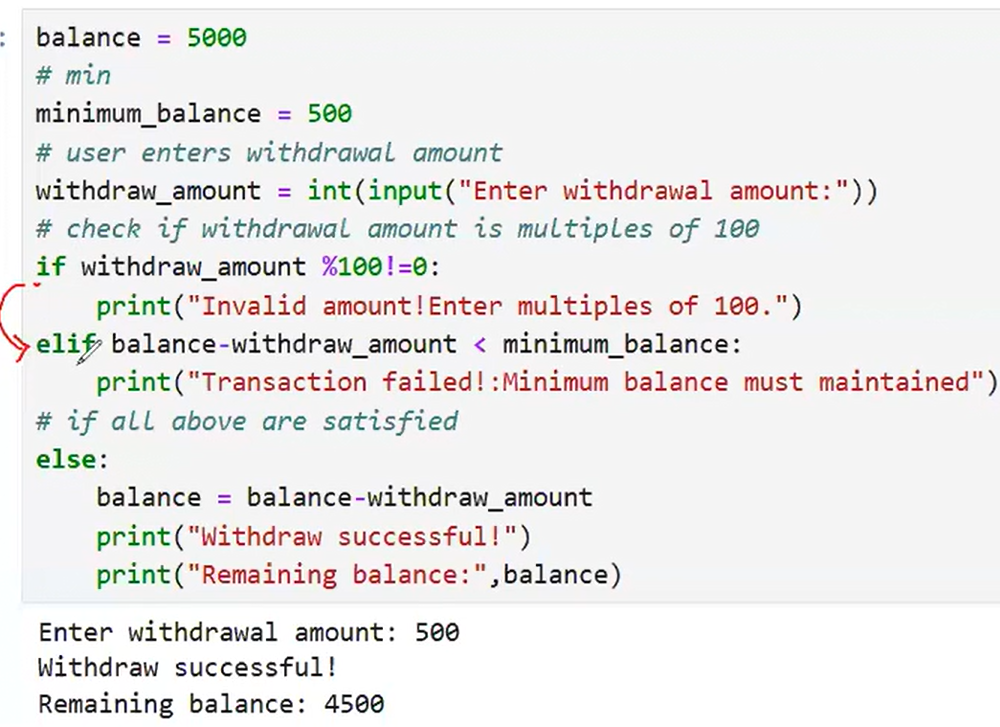 :
balance = 5000
# min
minimum_balance = 500
# user enters withdrawal amount
withdraw_amount = int(input("Enter withdrawal amount:"))
# check if withdrawal amount is multiples of 100
if withdraw_amount %100!=0:
    print("Invalid amount!Enter multiples of 100.")
elif balance-withdraw_amount < minimum_balance:
    print("Transaction failed!:Minimum balance must maintained")
# if all above are satisfied
else:
    balance = balance-withdraw_amount
    print("Withdraw successful!")
    print("Remaining balance:",balance)
Enter withdrawal amount: 500
Withdraw successful!
Remaining balance: 4500